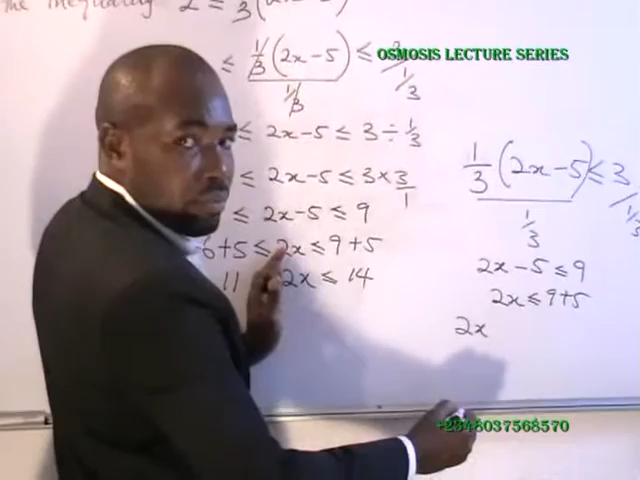 The inequality 2 ≤ 1/3(
OSMOSIS LECTURE SERIES
≤ 1/3(2x-5) ≤
1/3 1/3
≤ 2x-5 ≤ 3÷1/3
≤ 2x-5 ≤ 3×3/1
≤ 2x-5 ≤ 9
6+5 ≤ 2x ≤ 9+5
11 2x ≤ 14
1/3(2x-5) ≤ 3
1/3 1/3
2x-5 ≤ 9
2x ≤ 9+5
2x
+2348037568570